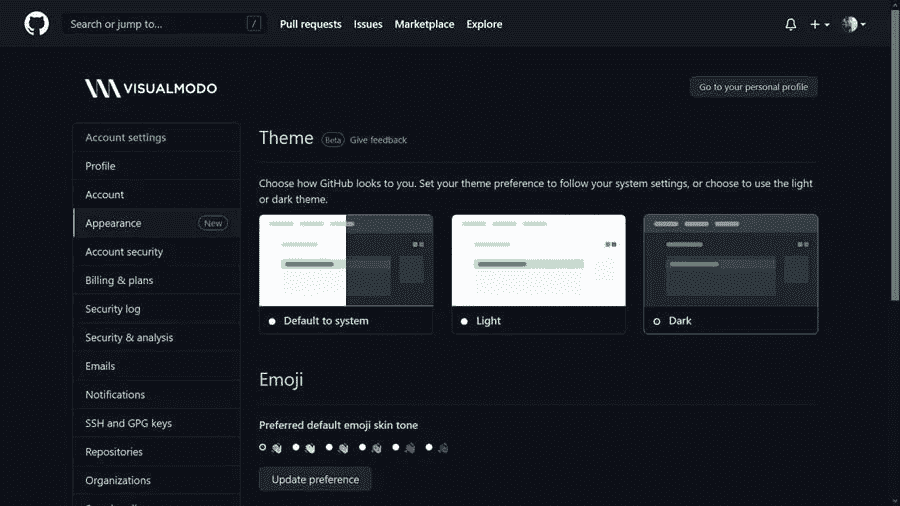 Search or jump to... /
Pull requests Issues Marketplace Explore
VISUALMODO
Go to your personal profile
Account settings
Profile
Account
Appearance New
Account security
Billing & plans
Security log
Security & analysis
Emails
Notifications
SSH and GPG keys
Repositories
Organizations
Theme Beta Give feedback
Choose how GitHub looks to you. Set your theme preference to follow your system settings, or choose to use the light
or dark theme.
Default to system
Light
Dark
Emoji
Preferred default emoji skin tone
Update preference